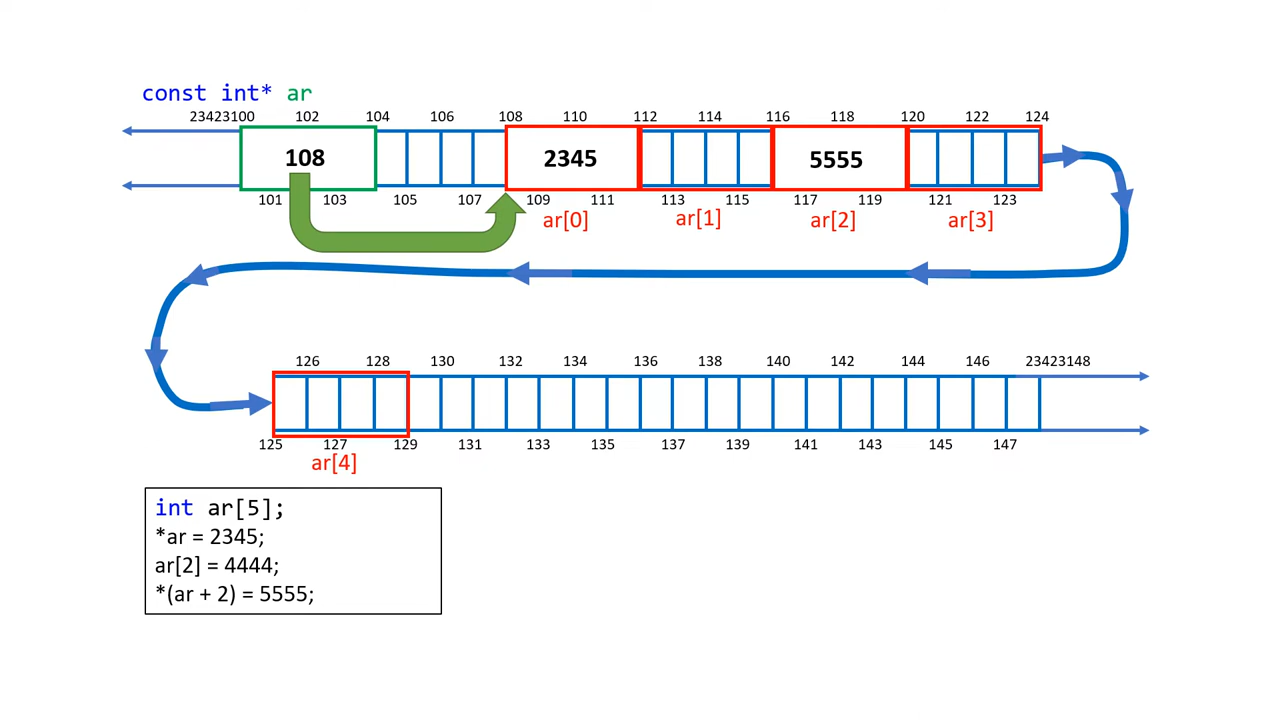 const int* ar
23423100 102 104 106 108 110 112 114 116 118 120 122 124
108 2345 5555
101 103 105 107 109 111 113 115 117 119 121 123
ar[0] ar[1] ar[2] ar[3]
126 128 130 132 134 136 138 140 142 144 146 23423148
125 127 129 131 133 135 137 139 141 143 145 147
ar[4]
int ar[5];
*ar = 2345;
ar[2] = 4444;
*(ar + 2) = 5555;